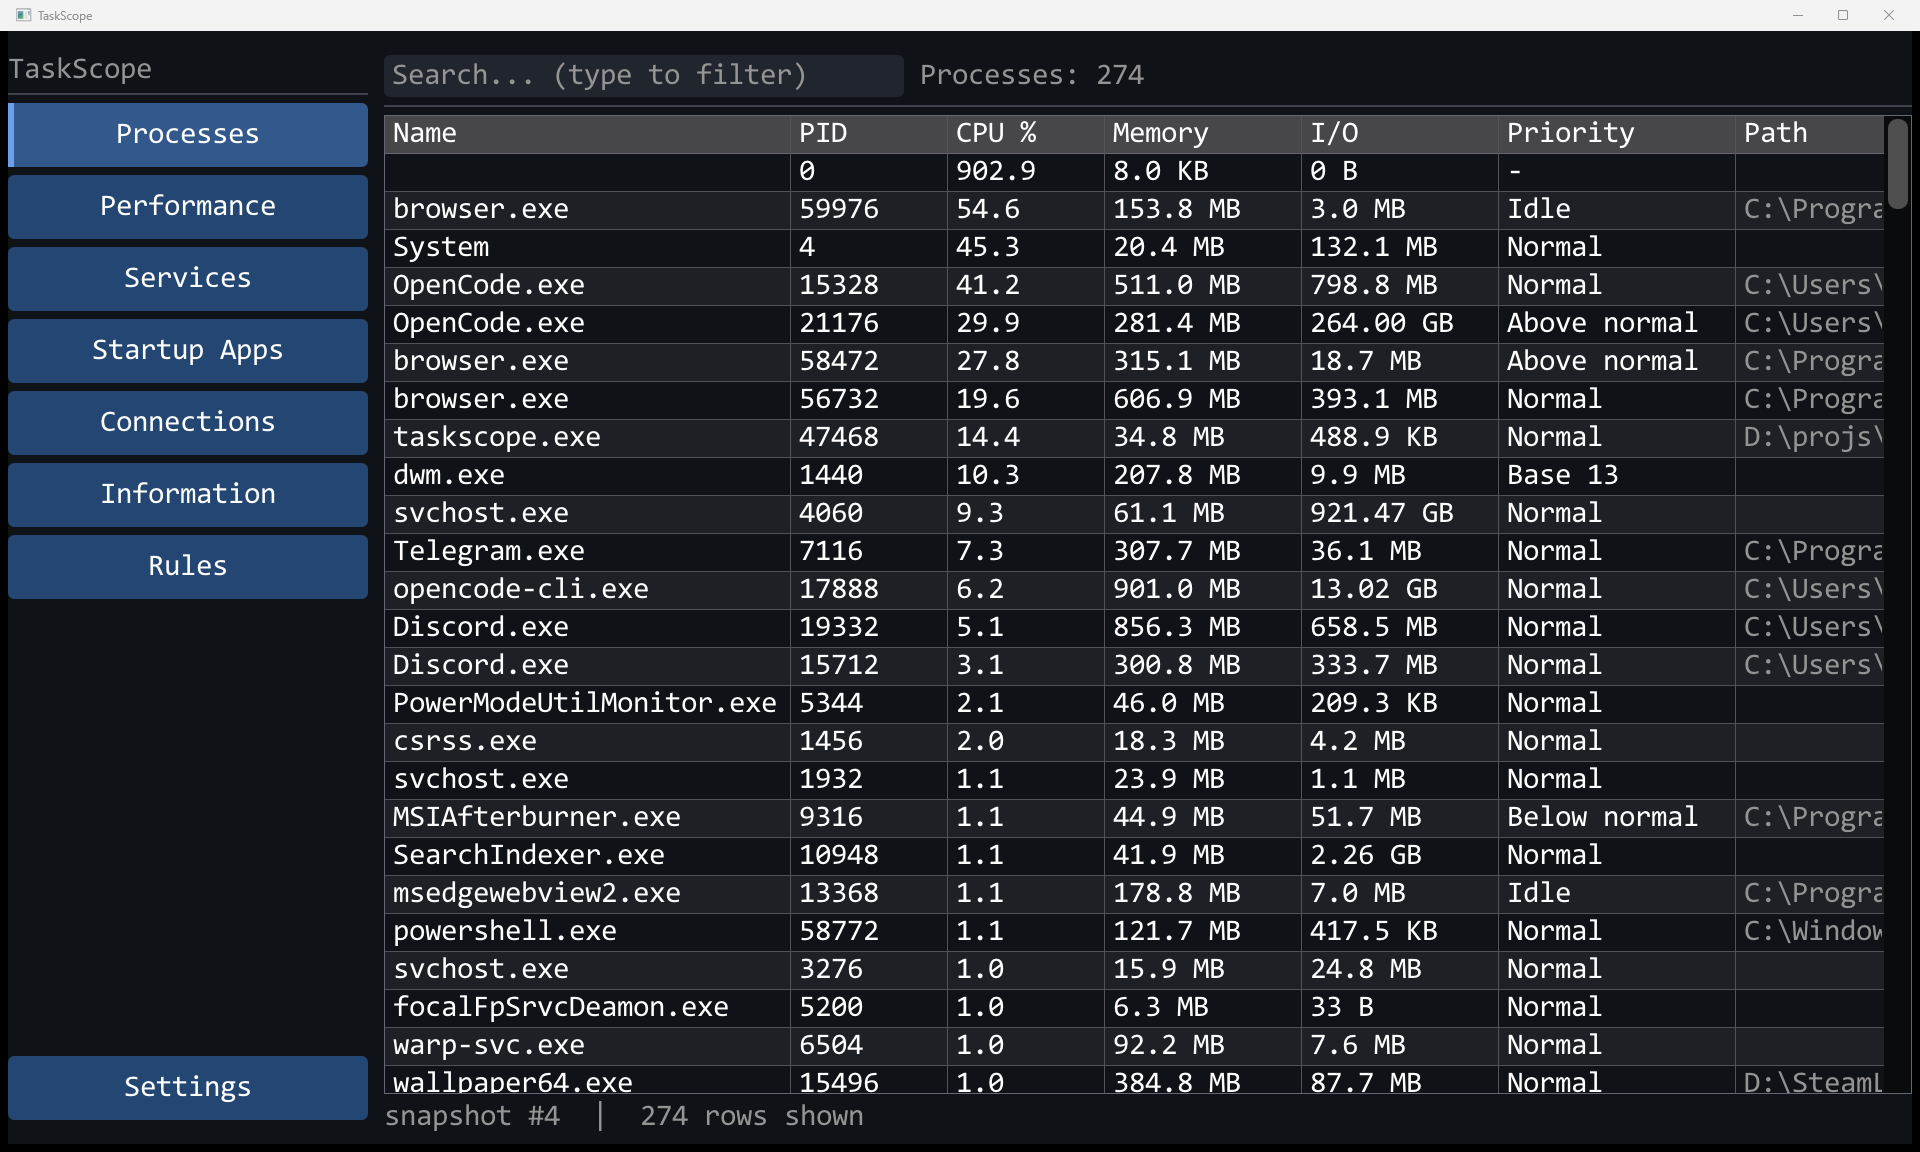 TaskScope
TaskScope
Processes
Performance
Services
Startup Apps
Connections
Information
Rules
Settings
Search... (type to filter) Processes: 274
Name PID CPU % Memory I/O Priority Path
0 902.9 8.0 KB 0 B -
browser.exe 59976 54.6 153.8 MB 3.0 MB Idle C:\Progra
System 4 45.3 20.4 MB 132.1 MB Normal
OpenCode.exe 15328 41.2 511.0 MB 798.8 MB Normal C:\Users\
OpenCode.exe 21176 29.9 281.4 MB 264.00 GB Above normal C:\Users\
browser.exe 58472 27.8 315.1 MB 18.7 MB Above normal C:\Progra
browser.exe 56732 19.6 606.9 MB 393.1 MB Normal C:\Progra
taskscope.exe 47468 14.4 34.8 MB 488.9 KB Normal D:\projs\
dwm.exe 1440 10.3 207.8 MB 9.9 MB Base 13
svchost.exe 4060 9.3 61.1 MB 921.47 GB Normal
Telegram.exe 7116 7.3 307.7 MB 36.1 MB Normal C:\Progra
opencode-cli.exe 17888 6.2 901.0 MB 13.02 GB Normal C:\Users\
Discord.exe 19332 5.1 856.3 MB 658.5 MB Normal C:\Users\
Discord.exe 15712 3.1 300.8 MB 333.7 MB Normal C:\Users\
PowerModeUtilMonitor.exe 5344 2.1 46.0 MB 209.3 KB Normal
csrss.exe 1456 2.0 18.3 MB 4.2 MB Normal
svchost.exe 1932 1.1 23.9 MB 1.1 MB Normal
MSIAfterburner.exe 9316 1.1 44.9 MB 51.7 MB Below normal C:\Progra
SearchIndexer.exe 10948 1.1 41.9 MB 2.26 GB Normal
msedgewebview2.exe 13368 1.1 178.8 MB 7.0 MB Idle C:\Progra
powershell.exe 58772 1.1 121.7 MB 417.5 KB Normal C:\Window
svchost.exe 3276 1.0 15.9 MB 24.8 MB Normal
focalFpSrvcDeamon.exe 5200 1.0 6.3 MB 33 B Normal
warp-svc.exe 6504 1.0 92.2 MB 7.6 MB Normal
wallpaper64.exe 15496 1.0 384.8 MB 87.7 MB Normal D:\SteamL
snapshot #4 | 274 rows shown